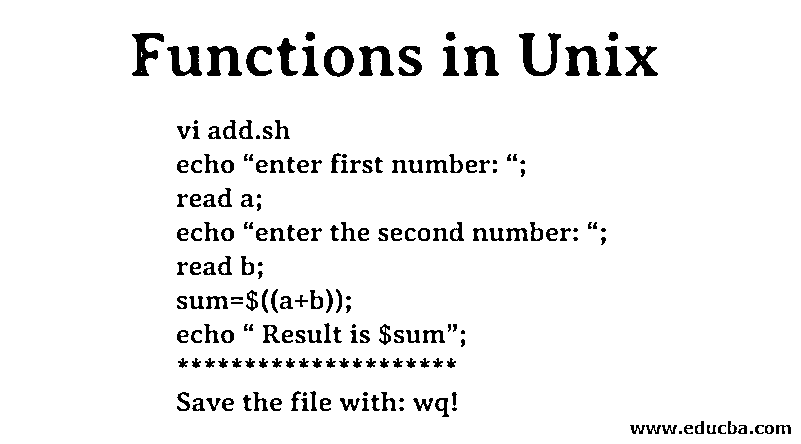 Functions in Unix
vi add.sh
echo “enter first number: “;
read a;
echo “enter the second number: “;
read b;
sum=$((a+b));
echo “ Result is $sum”;
*********************
Save the file with: wq!
www.educba.com